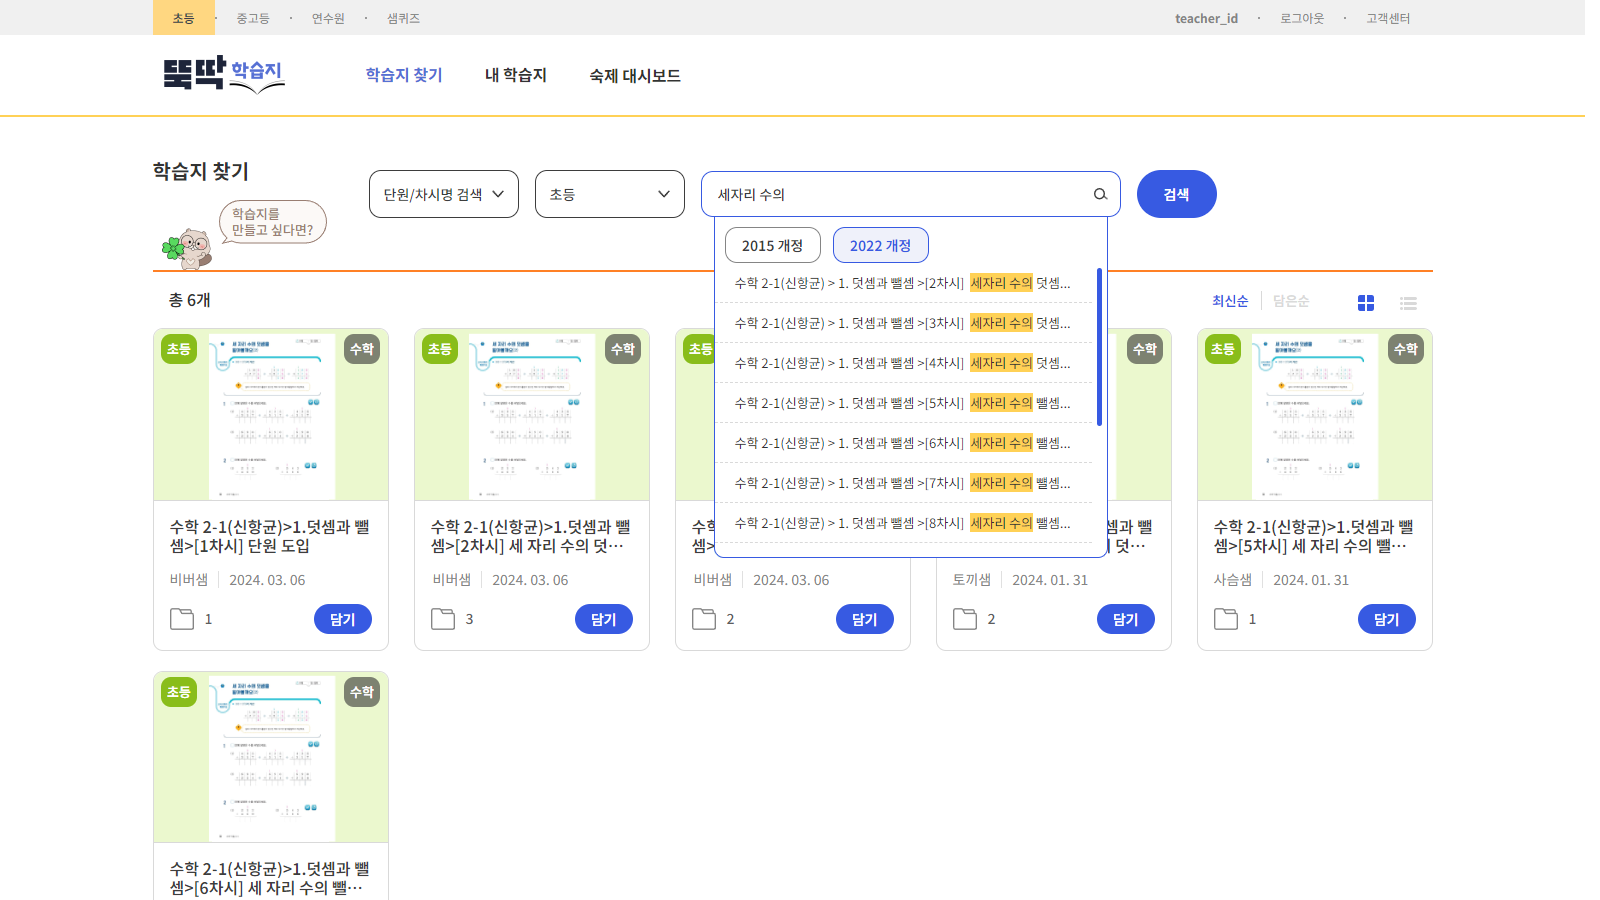 초등 · 중고등 · 연수원 · 샘퀴즈
teacher_id · 로그아웃 · 고객센터
뚝딱 학습지
학습지 찾기
내 학습지
숙제 대시보드
학습지 찾기
학습지를
만들고 싶다면?
단원/차시명 검색
초등
세자리 수의
검색
2015 개정
2022 개정
수학 2-1(신항균) > 1. 덧셈과 뺄셈 >[2차시] 세자리 수의 덧셈...
수학 2-1(신항균) > 1. 덧셈과 뺄셈 >[3차시] 세자리 수의 덧셈...
수학 2-1(신항균) > 1. 덧셈과 뺄셈 >[4차시] 세자리 수의 덧셈...
수학 2-1(신항균) > 1. 덧셈과 뺄셈 >[5차시] 세자리 수의 뺄셈...
수학 2-1(신항균) > 1. 덧셈과 뺄셈 >[6차시] 세자리 수의 뺄셈...
수학 2-1(신항균) > 1. 덧셈과 뺄셈 >[7차시] 세자리 수의 뺄셈...
수학 2-1(신항균) > 1. 덧셈과 뺄셈 >[8차시] 세자리 수의 뺄셈...
총 6개
최신순
담은순
초등
수학
수학 2-1(신항균)>1.덧셈과 뺄
셈>[1차시] 단원 도입
비버샘
2024. 03. 06
1
담기
초등
수학
수학 2-1(신항균)>1.덧셈과 뺄
셈>[2차시] 세 자리 수의 덧···
비버샘
2024. 03. 06
3
담기
초등
수학
셈>
비버샘
2024. 03. 06
2
담기
수학
셈과 뺄
덧···
토끼샘
2024. 01. 31
2
담기
초등
수학
수학 2-1(신항균)>1.덧셈과 뺄
셈>[5차시] 세 자리 수의 뺄···
사슴샘
2024. 01. 31
1
담기
초등
수학
수학 2-1(신항균)>1.덧셈과 뺄
셈>[6차시] 세 자리 수의 뺄···